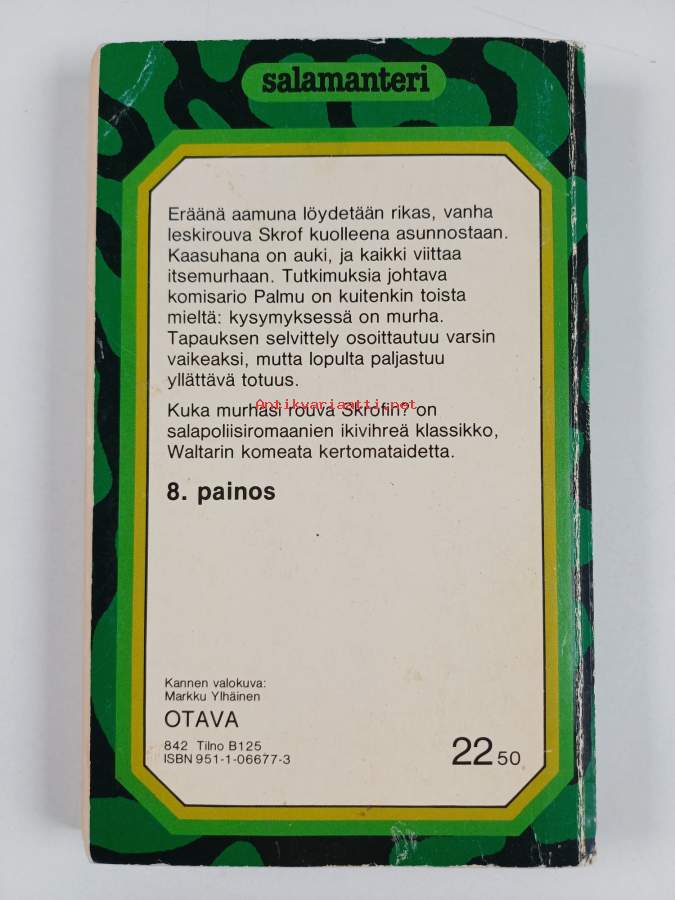 salamanteri
Eräänä aamuna löydetään rikas, vanha
leskirouva Skrof kuolleena asunnostaan.
Kaasuhana on auki, ja kaikki viittaa
itsemurhaan. Tutkimuksia johtava
komisario Palmu on kuitenkin toista
mieltä: kysymyksessä on murha.
Tapauksen selvittely osoittautuu varsin
vaikeaksi, mutta lopulta paljastuu
yllättävä totuus.
Antikvariantti.net
Kuka murhasi rouva Skrofin? on
salapoliisiromaanien ikivihreä klassikko,
Waltarin komeata kertomataidetta.
8. painos
Kannen valokuva:
Markku Ylhäinen
OTAVA
842 Tilno B125
ISBN 951-1-06677-3
22 50